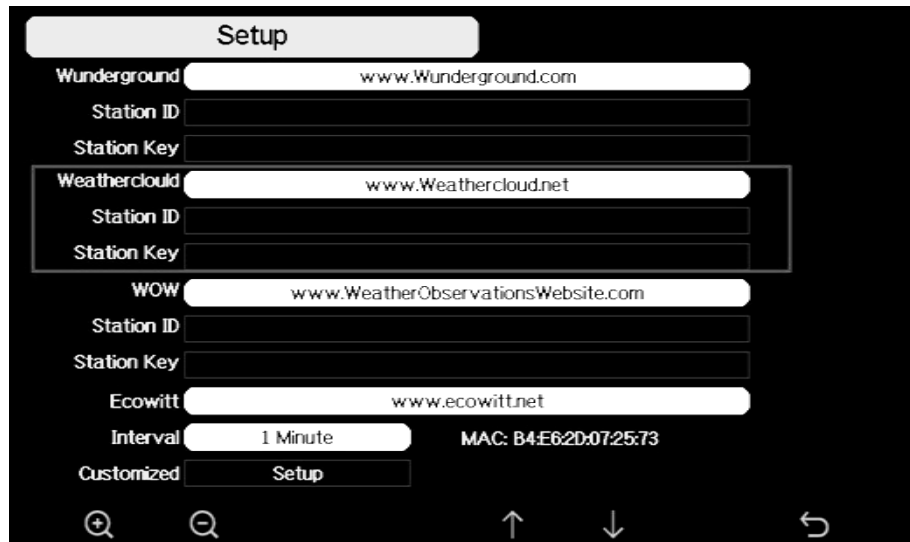 Setup
Wunderground www.Wunderground.com
Station ID
Station Key
Weatherclould www.Weathercloud.net
Station ID
Station Key
WOW www.WeatherObservationsWebsite.com
Station ID
Station Key
Ecowitt www.ecowitt.net
Interval 1 Minute MAC: B4:E6:2D:07:25:73
Customized Setup